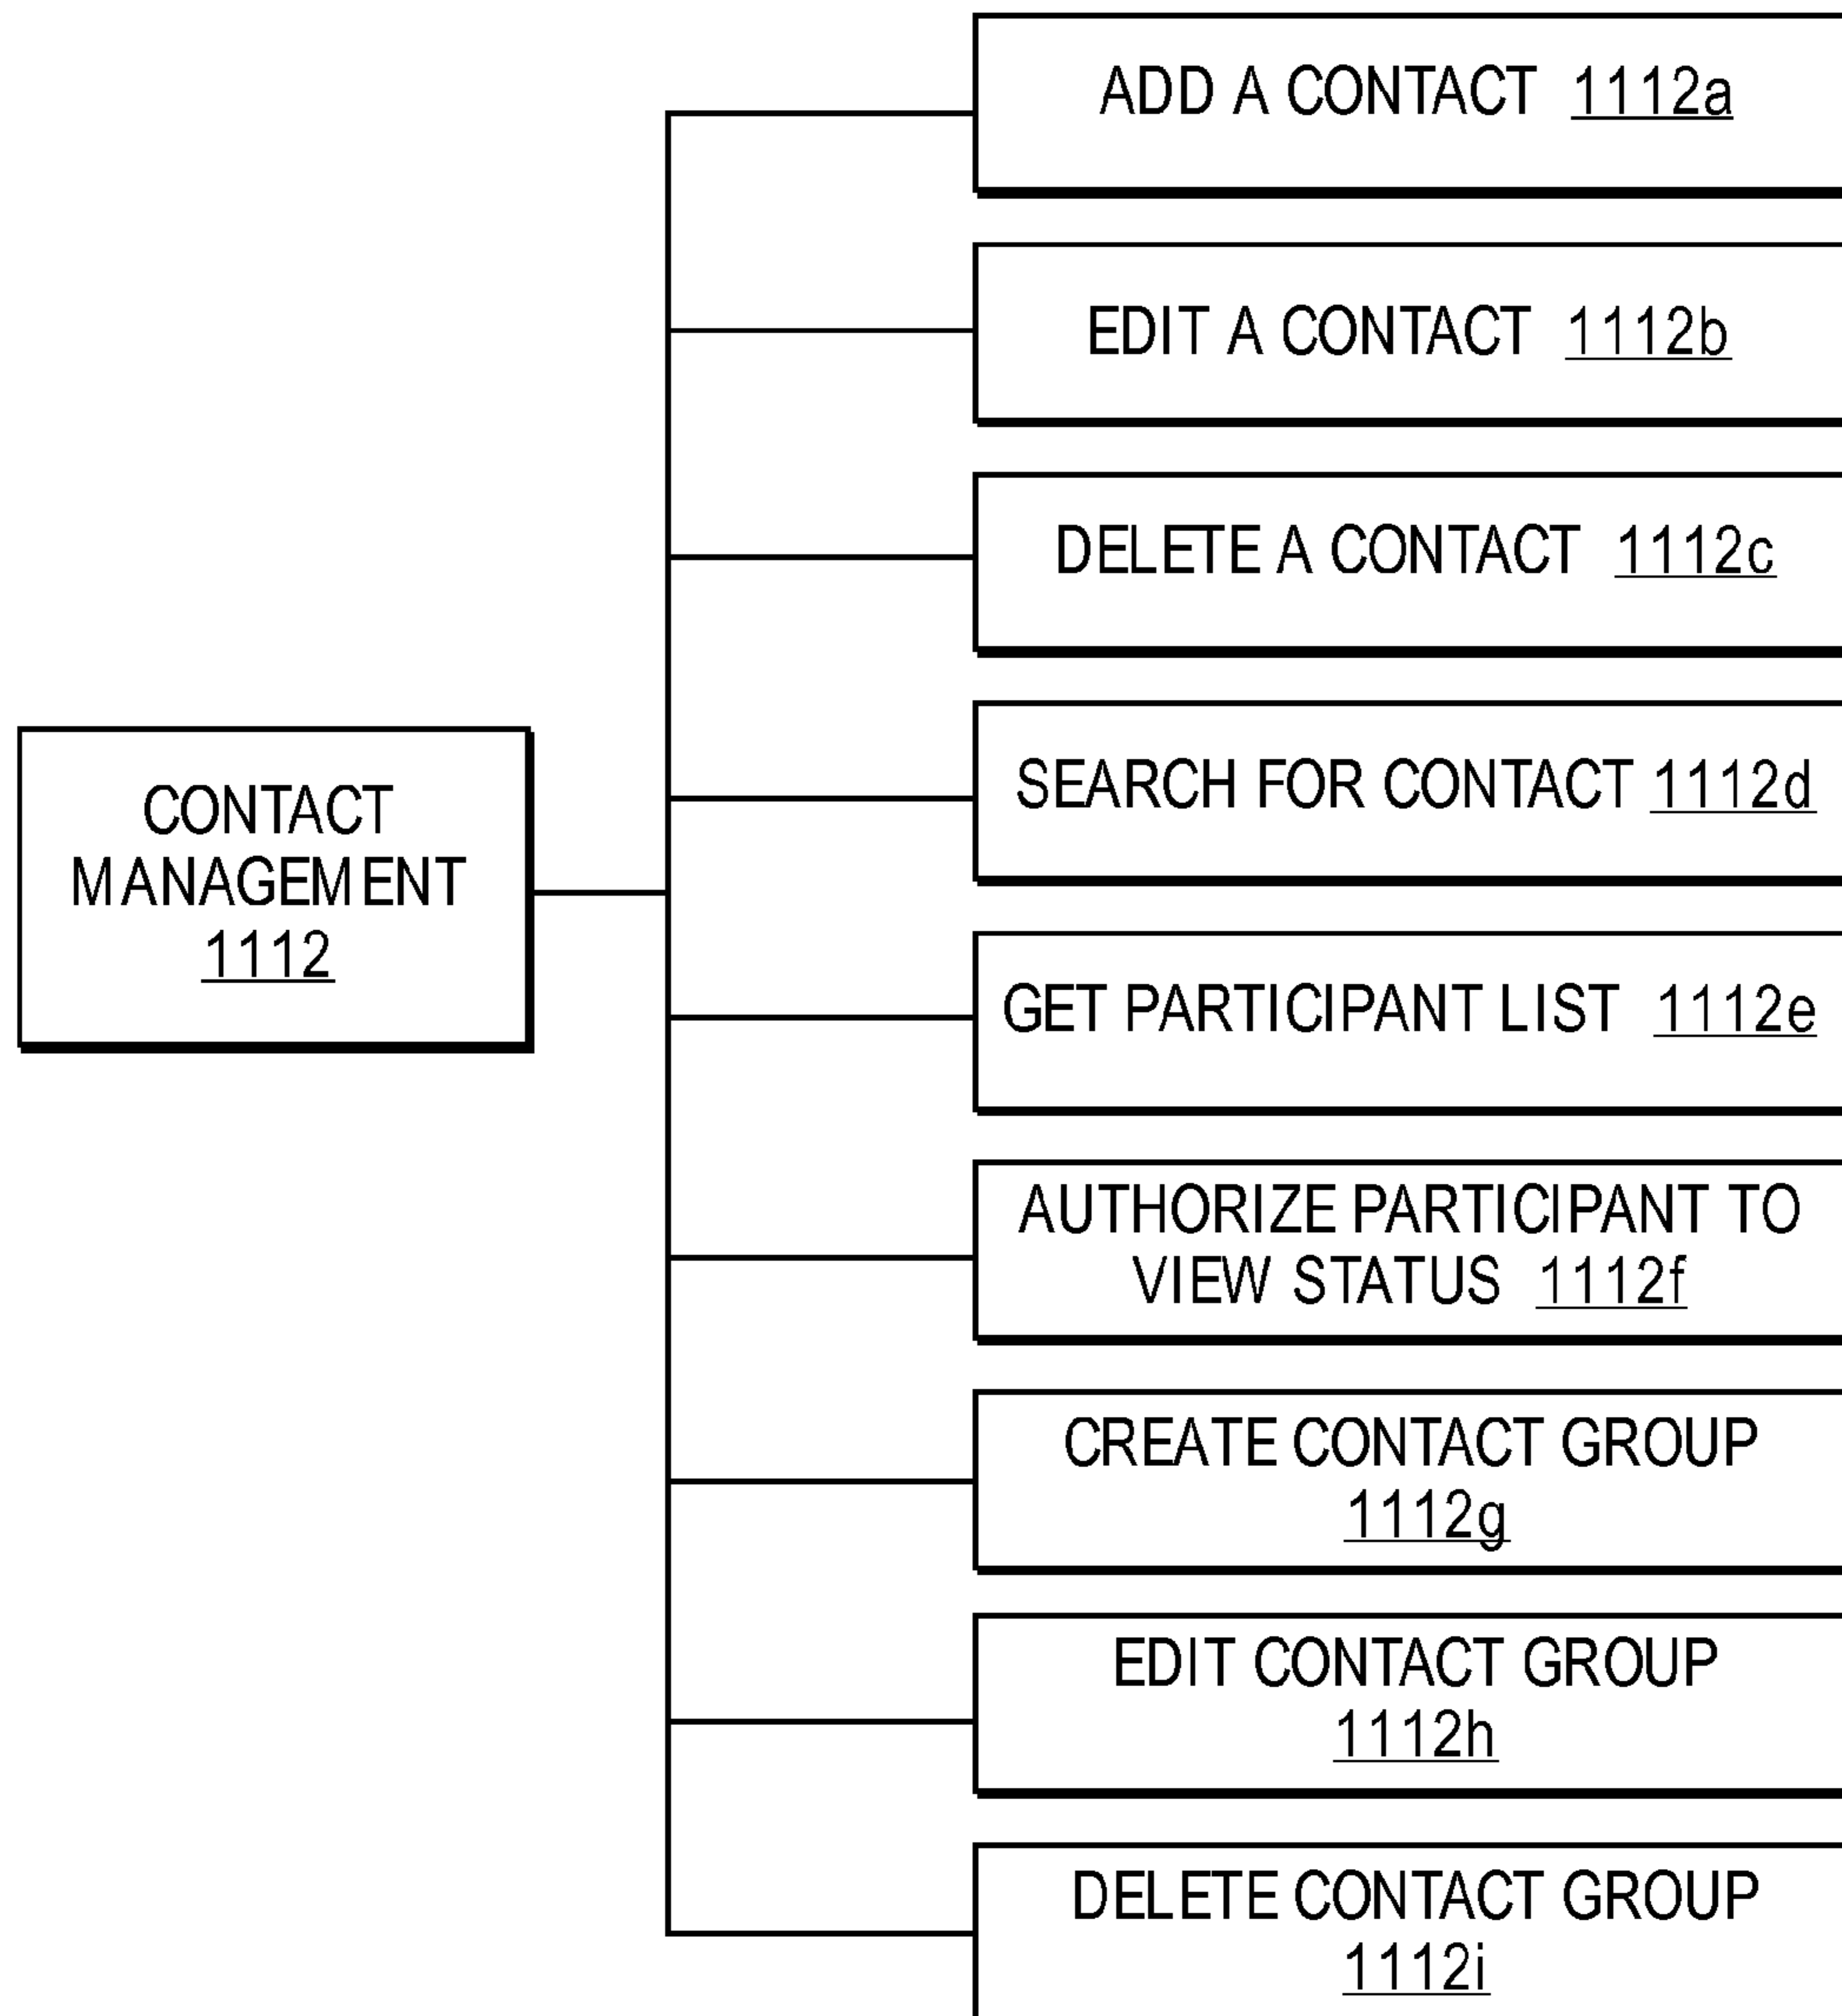 ADD A CONTACT 1112a
EDIT A CONTACT 1112b
DELETE A CONTACT 1112c
SEARCH FOR CONTACT 1112d
CONTACT
MANAGEMENT
1112
GET PARTICIPANT LIST 1112e
AUTHORIZE PARTICIPANT TO
VIEW STATUS 1112f
CREATE CONTACT GROUP
1112g
EDIT CONTACT GROUP
1112h
DELETE CONTACT GROUP
1112i